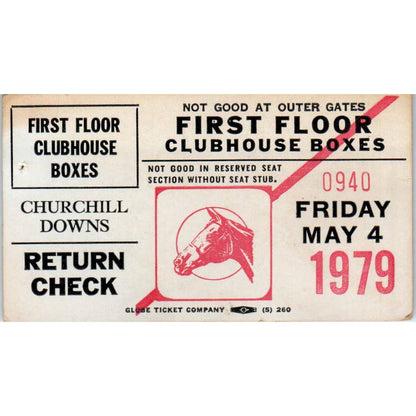 FIRST FLOOR
CLUBHOUSE
BOXES
CHURCHILL
DOWNS
RETURN
CHECK
NOT GOOD AT OUTER GATES
FIRST FLOOR
CLUBHOUSE BOXES
NOT GOOD IN RESERVED SEAT
SECTION WITHOUT SEAT STUB.
0940
FRIDAY
MAY 4
1979
GLOBE TICKET COMPANY (5) 260